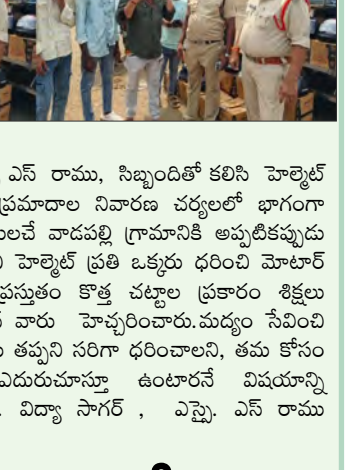 ఎస్ రాము, సిబ్బందితో కలిసి హెల్మెట్
ప్రమాదాల నివారణ చర్యలలో భాగంగా
వాడపల్లి గ్రామానికి అప్పటికప్పుడు
హెల్మెట్ ప్రతి ఒక్కరు ధరించి మోటార్
ప్రస్తుతం కొత్త చట్టాల ప్రకారం శిక్షలు
వారు హెచ్చరించారు.మద్యం సేవించి
తప్పని సరిగా ధరించాలని, తమ కోసం
ఎదురుచూస్తూ ఉంటారనే విషయాన్ని
. విద్యా సాగర్ , ఎస్సై. ఎస్ రాము